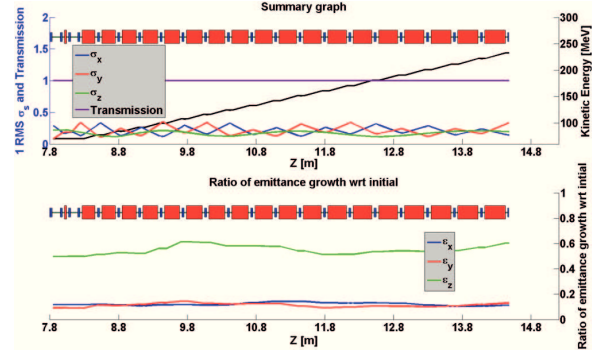 Summary graph
1 RMS σs and Transmission
2
1.5
1
0.5
0
σx
σy
σz
Transmission
300
250
200
150
100
Kinetic Energy [MeV]
7.8 8.8 9.8 10.8 11.8 12.8 13.8 14.8
Z [m]
Ratio of emittance growth wrt initial
εx
εy
εz
1
0.8
0.6
0.4
0.2
0
Ratio of emittance growth wrt intial
7.8 8.8 9.8 10.8 11.8 12.8 13.8 14.8
Z [m]